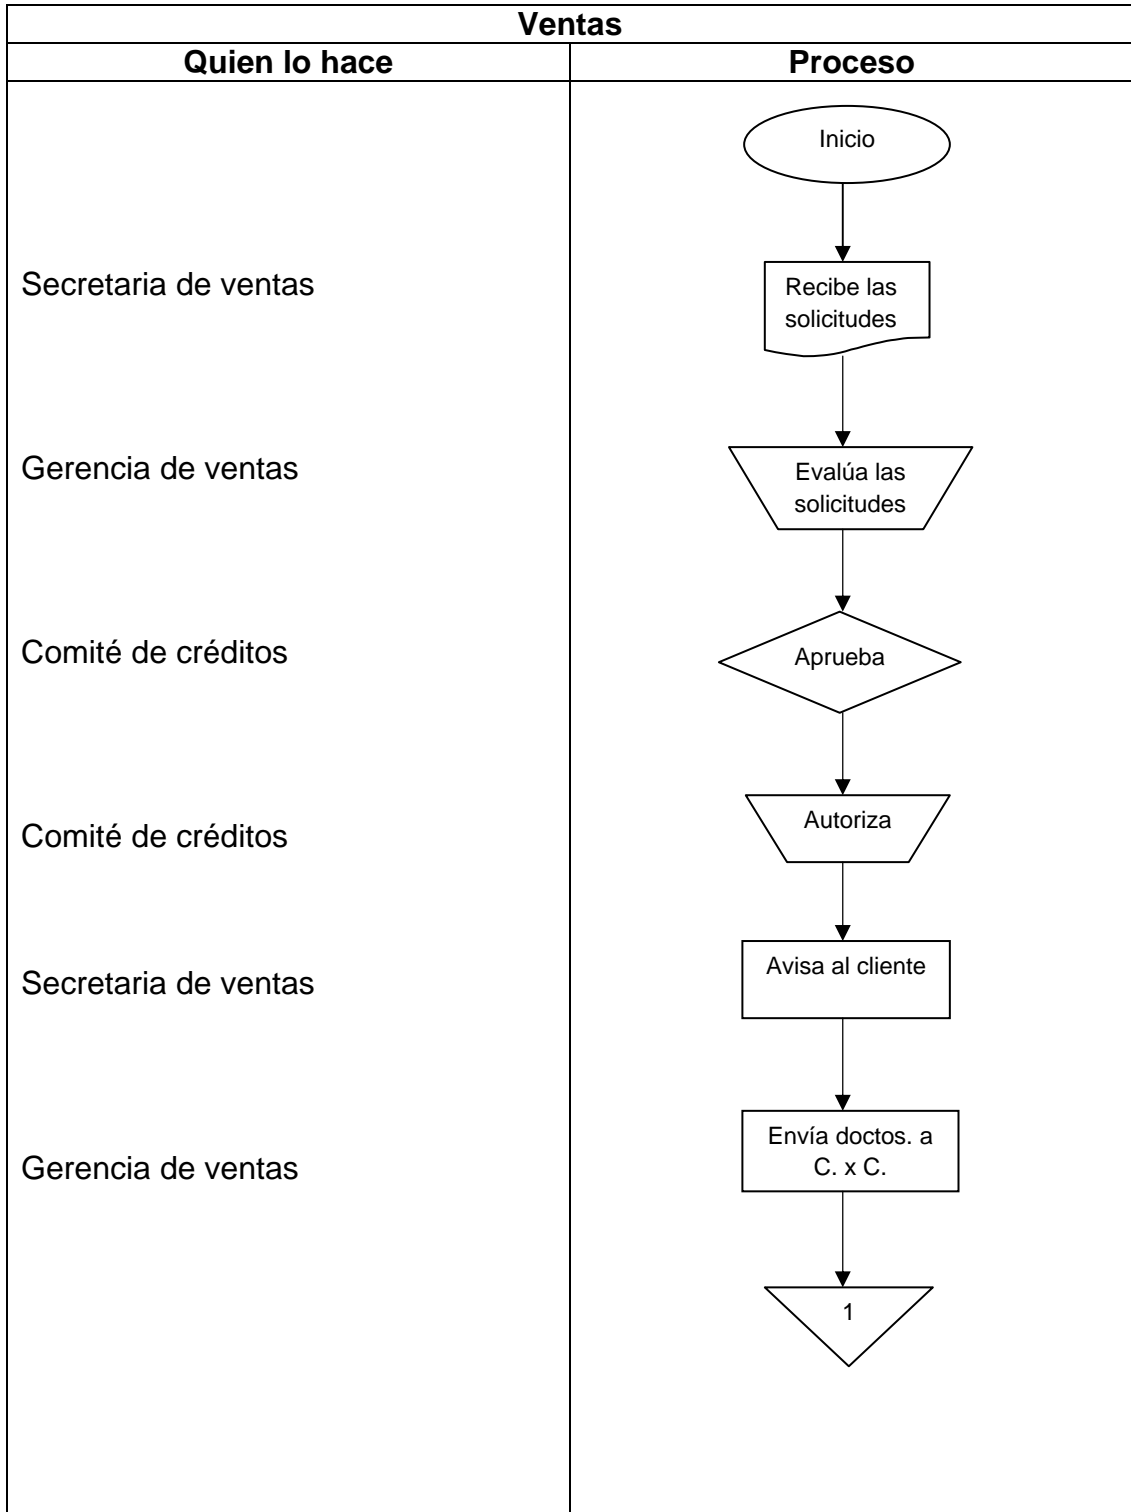 Ventas
Quien lo hace
Proceso
Inicio
Secretaria de ventas
Recibe las
solicitudes
Gerencia de ventas
Evalúa las
solicitudes
Comité de créditos
Aprueba
Comité de créditos
Autoriza
Secretaria de ventas
Avisa al cliente
Gerencia de ventas
Envía doctos. a
C. x C.
1